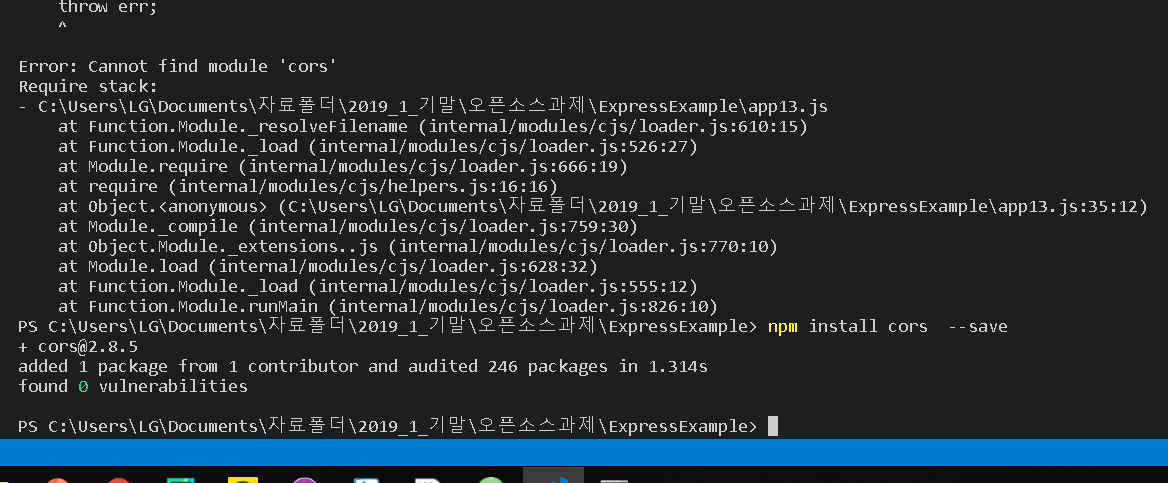 throw err;
^
Error: Cannot find module 'cors'
Require stack:
- C:\Users\LG\Documents\자료폴더\2019_1_기말\오픈소스과제\ExpressExample\app13.js
at Function.Module._resolveFilename (internal/modules/cjs/loader.js:610:15)
at Function.Module._load (internal/modules/cjs/loader.js:526:27)
at Module.require (internal/modules/cjs/loader.js:666:19)
at require (internal/modules/cjs/helpers.js:16:16)
at Object.<anonymous> (C:\Users\LG\Documents\자료폴더\2019_1_기말\오픈소스과제\ExpressExample\app13.js:35:12)
at Module._compile (internal/modules/cjs/loader.js:759:30)
at Object.Module._extensions..js (internal/modules/cjs/loader.js:770:10)
at Module.load (internal/modules/cjs/loader.js:628:32)
at Function.Module._load (internal/modules/cjs/loader.js:555:12)
at Function.Module.runMain (internal/modules/cjs/loader.js:826:10)
PS C:\Users\LG\Documents\자료폴더\2019_1_기말\오픈소스과제\ExpressExample> npm install cors  --save
+ cors@2.8.5
added 1 package from 1 contributor and audited 246 packages in 1.314s
found 0 vulnerabilities
PS C:\Users\LG\Documents\자료폴더\2019_1_기말\오픈소스과제\ExpressExample>